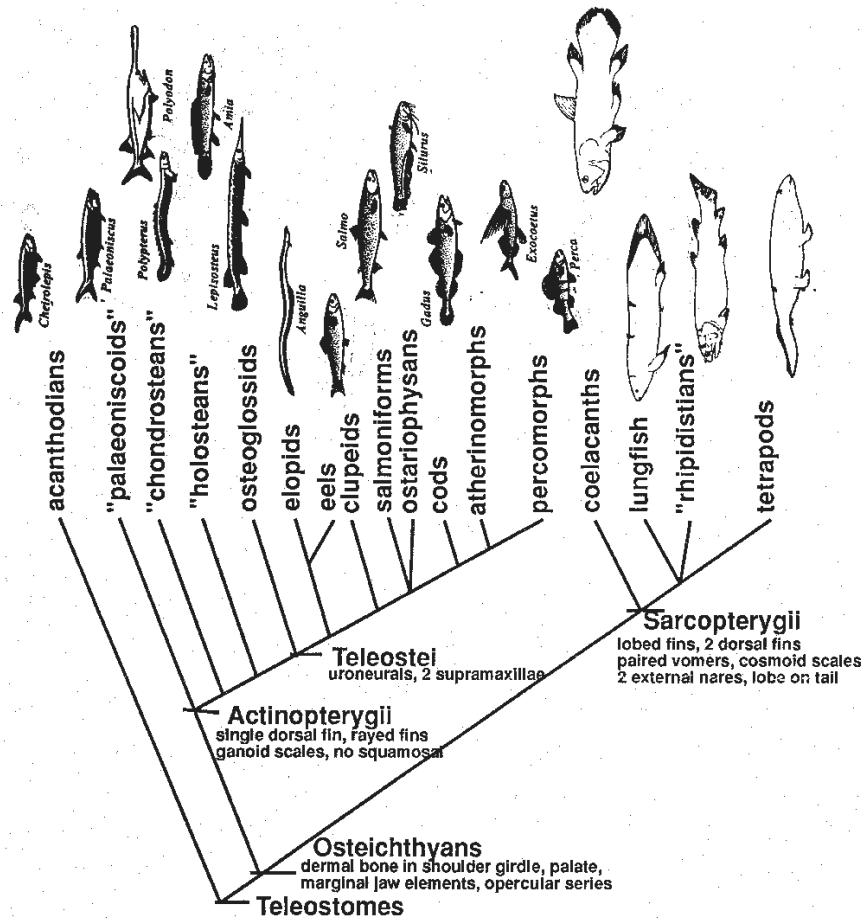 Polyodon
Amia
Silurus
Cheirolepis
Palaeoniscus
Polypterus
Lepisosteus
Anguilla
Salmo
Gadus
Exocoetus
Perca
acanthodians
"palaeoniscoids"
"chondrosteans"
"holosteans"
osteoglossids
elopids
eels
clupeids
salmoniforms
ostariophysans
cods
atherinomorphs
percomorphs
coelacanths
lungfish
"rhipidistians"
tetrapods
Sarcopterygii
lobed fins, 2 dorsal fins
paired vomers, cosmoid scales
2 external nares, lobe on tail
Teleostei
uroneurals, 2 supramaxillae
Actinopterygii
single dorsal fin, rayed fins
ganoid scales, no squamosal
Osteichthyans
dermal bone in shoulder girdle, palate,
marginal jaw elements, opercular series
Teleostomes